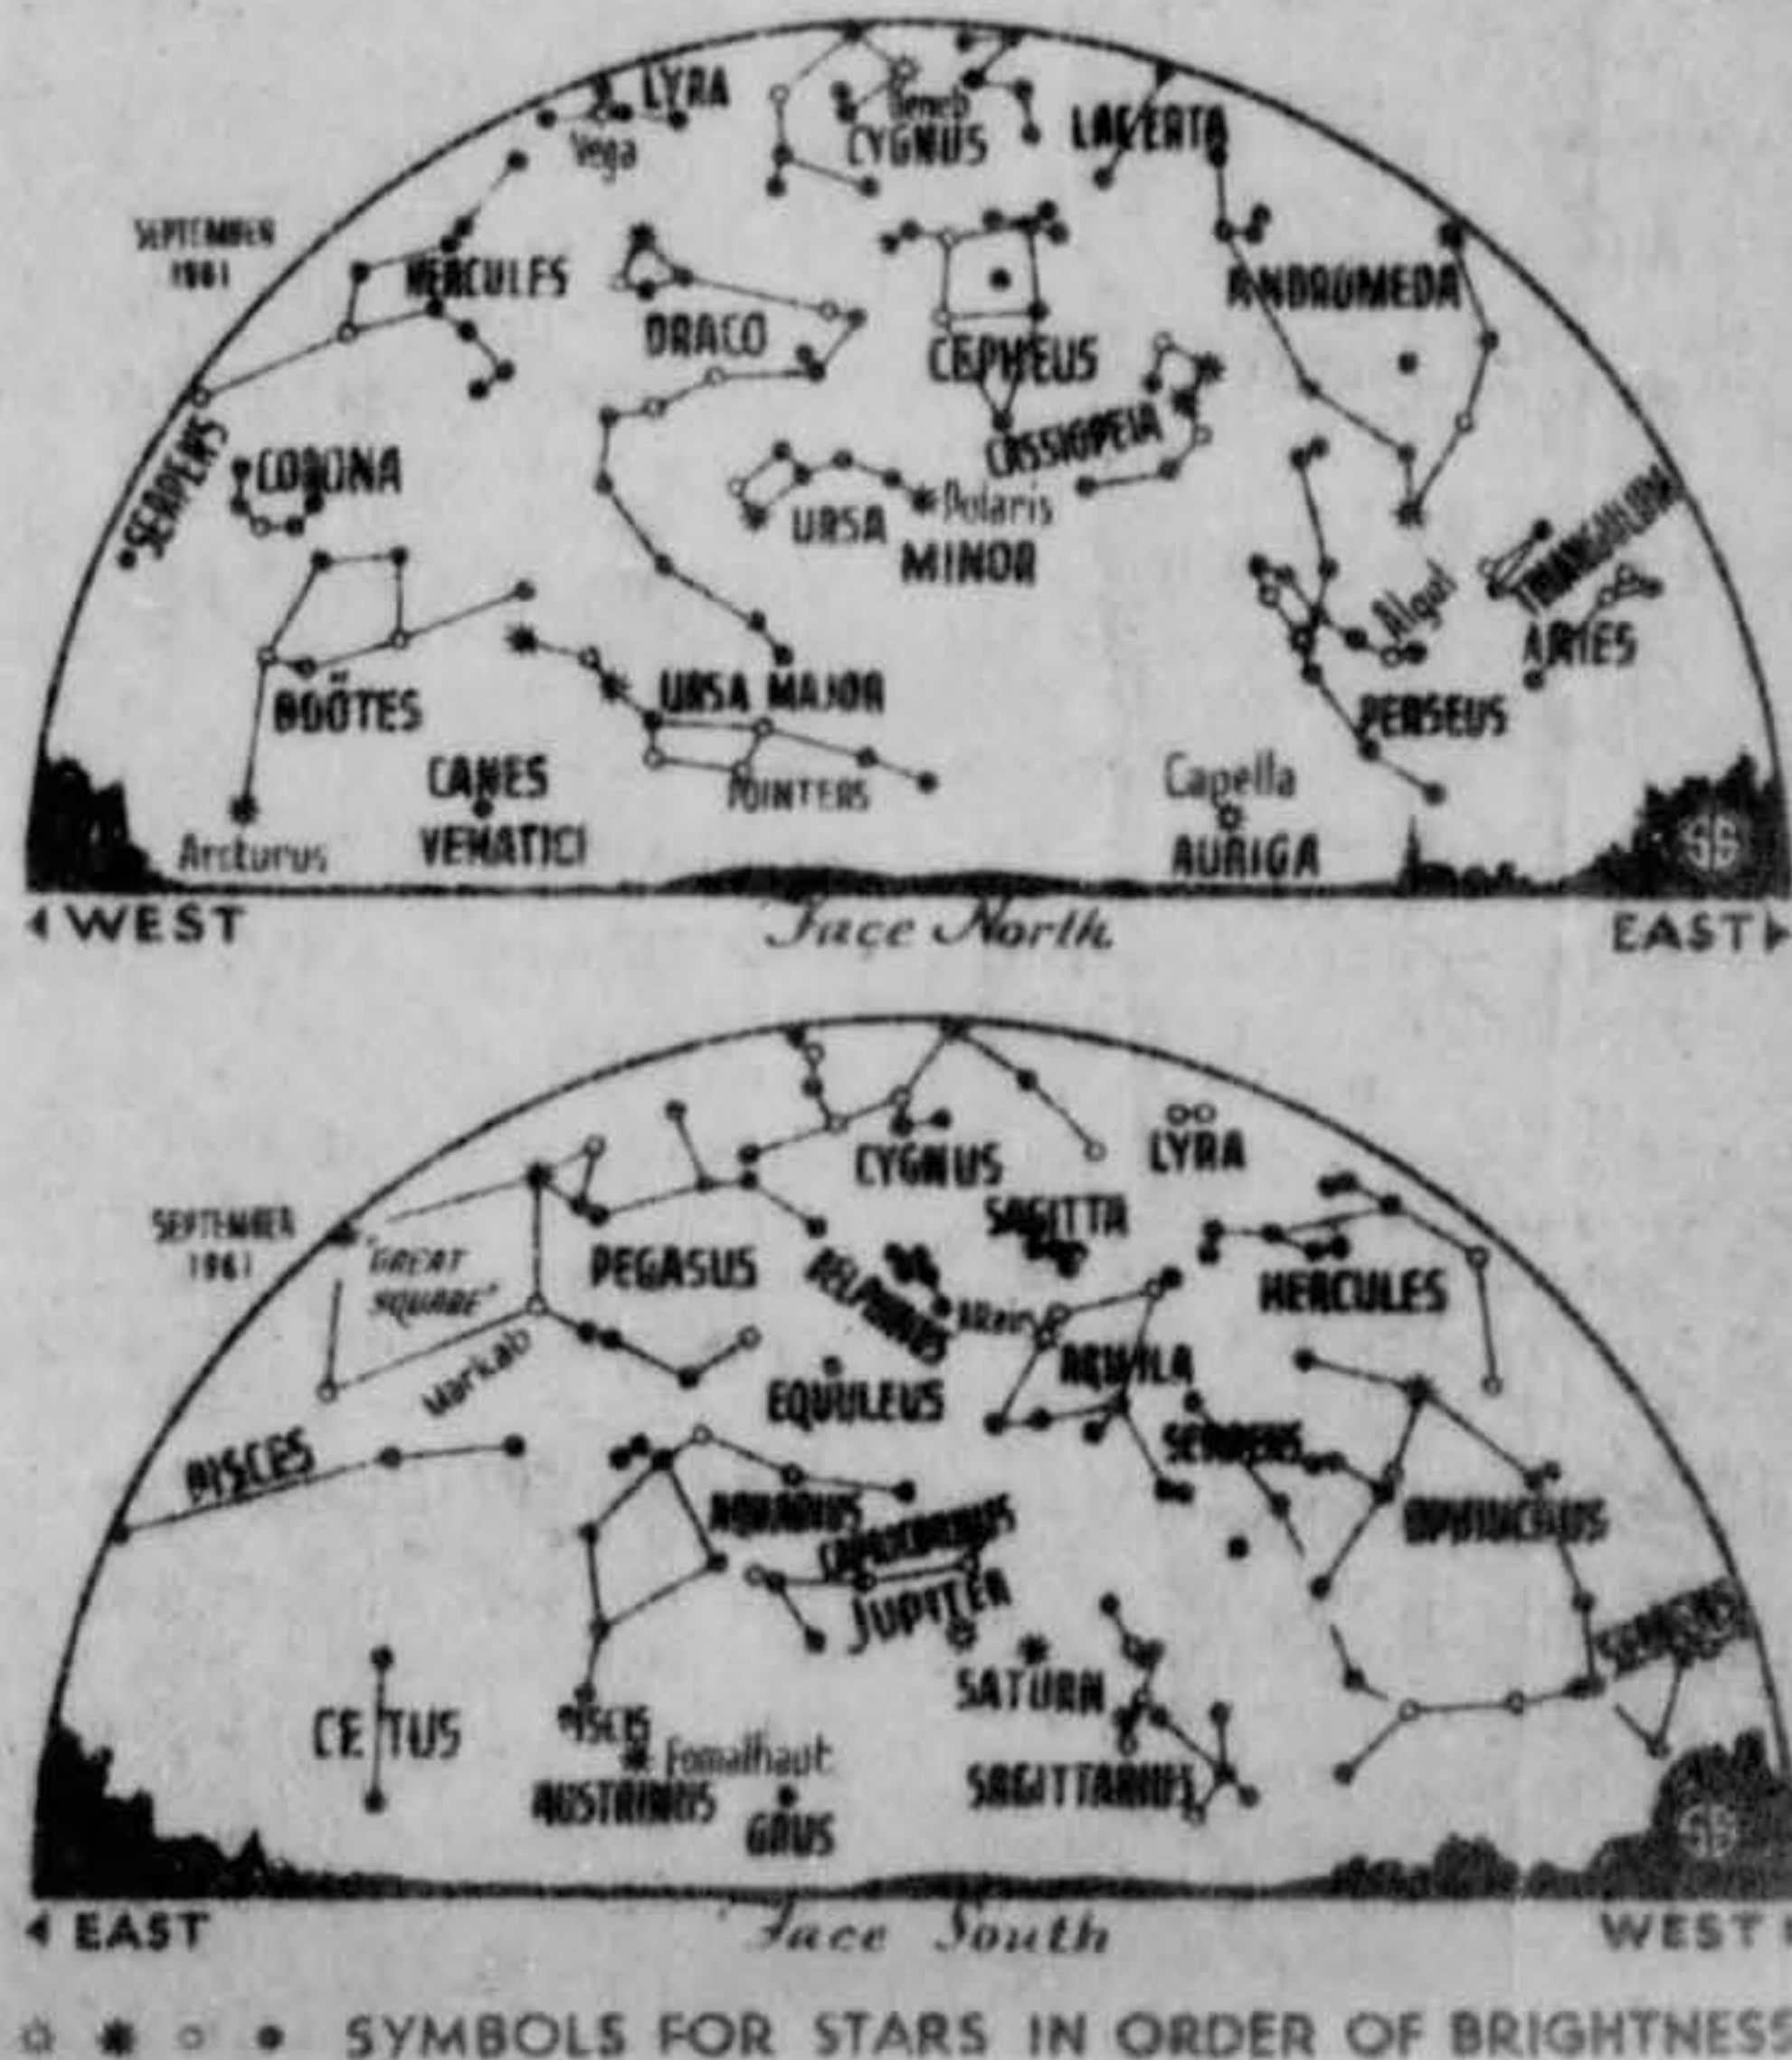 LYRA
Vega
Deneb
CYGNUS
LACERTA
SEPTEMBER
1961
HERCULES
DRACO
CEPHEUS
ANDROMEDA
CASSIOPEIA
SERPENS
CORONA
Polaris
URSA
MINOR
TRIANGULUM
Algol
ARIES
BOÖTES
URSA MAJOR
PERSEUS
CANES
VENATICI
POINTERS
Capella
AURIGA
Arcturus
WEST
Face North
EAST
CYGNUS
LYRA
SAGITTA
SEPTEMBER
1961
"GREAT
SQUARE"
PEGASUS
DELPHINUS
HERCULES
Altair
Markab
EQUULEUS
AQUILA
PISCES
SERPENS
AQUARIUS
CAPRICORNUS
OPHIUCHUS
JUPITER
SERPENS
SATURN
CETUS
PISCIS
Fomalhaut
AUSTRINUS
GRUS
SAGITTARIUS
EAST
Face South
WEST
SYMBOLS FOR STARS IN ORDER OF BRIGHTNESS